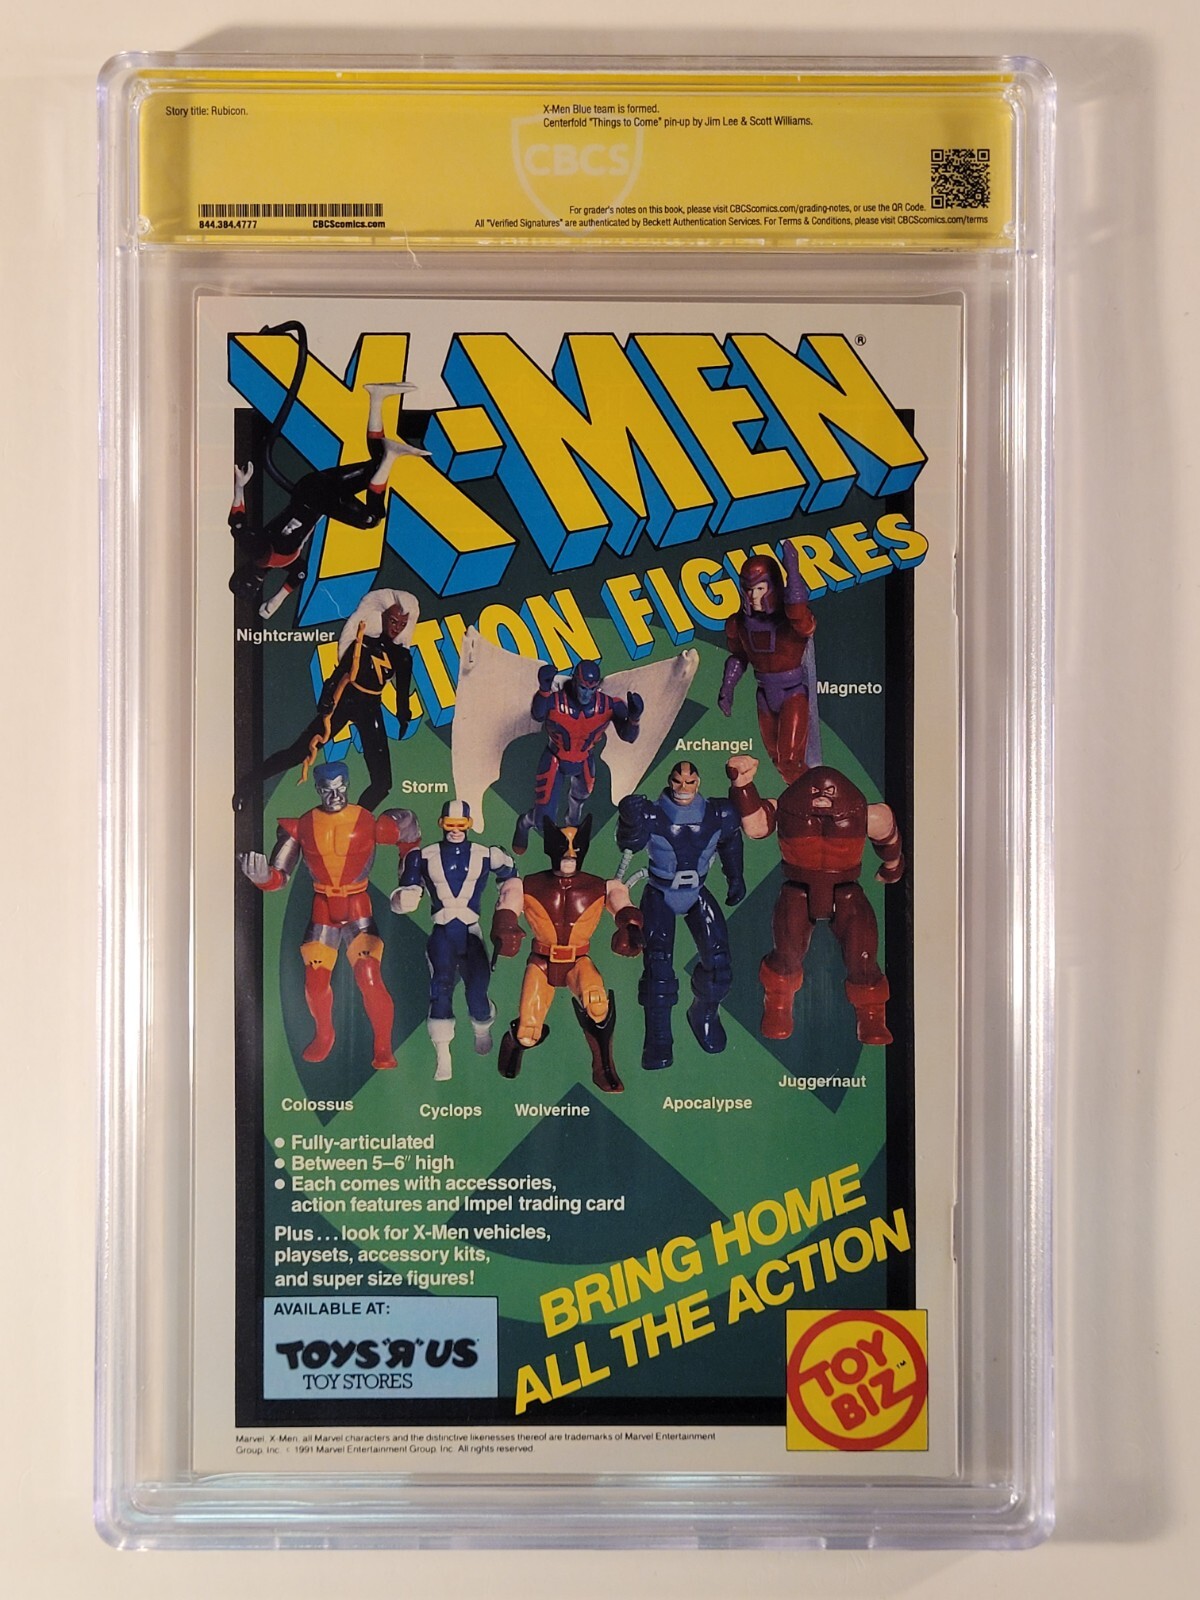 Story title: Rubicon.
X-Men Blue team is formed.
Centerfold "Things to Come" pin-up by Jim Lee & Scott Williams.
CBCS
844.384.4777
CBCScomics.com
For grader's notes on this book, please visit CBCScomics.com/grading-notes, or use the QR Code.
All "Verified Signatures" are authenticated by Beckett Authentication Services. For Terms & Conditions, please visit CBCScomics.com/terms
X-MEN®
ACTION FIGURES
Nightcrawler
Magneto
Archangel
Storm
Juggernaut
Colossus
Cyclops
Wolverine
Apocalypse
● Fully-articulated
● Between 5–6" high
● Each comes with accessories,
action features and Impel trading card
Plus...look for X-Men vehicles,
playsets, accessory kits,
and super size figures!
BRING HOME
ALL THE ACTION
AVAILABLE AT:
TOYS"R"US
TOY STORES
TOY
BIZ™
Marvel, X-Men, all Marvel characters and the distinctive likenesses thereof are trademarks of Marvel Entertainment
Group, Inc. © 1991 Marvel Entertainment Group, Inc. All rights reserved.